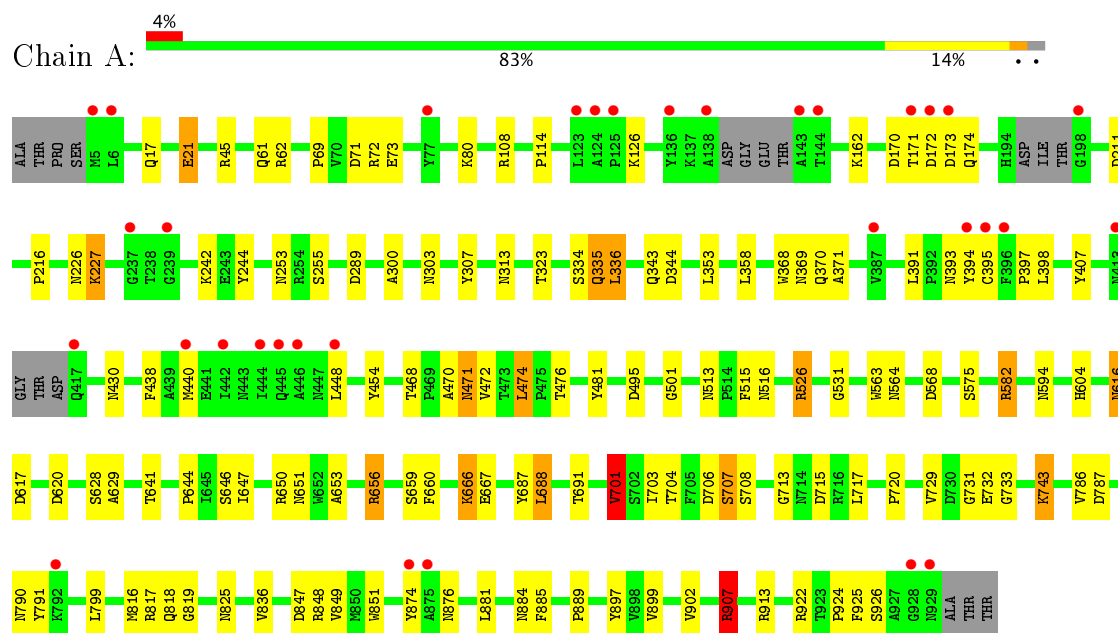 4%
Chain A:
83% 14% • •
ALA THR PRO SER M5 L6 Q17 E21 R45 Q61 R62 P69 V70 D71 R72 E73 Y77 K80 R108 P114 L123 A124 P125 K126 Y136 K137 A138 ASP GLY GLU THR A143 T144 K162 D170 T171 D172 D173 Q174 H194 ASP ILE THR G198
P216 N226 K227 G237 T238 G239 K242 E243 Y244 N253 R254 S255 D289 A300 N303 Y307 N313 T323 S334 Q335 L336 Q343 D344 L353 L358 W368 N369 Q370 A371 V387 L391 P392 N393 Y394 C395 F396 P397 L398 Y407
GLY THR ASP Q417 N430 F438 A439 M440 E441 I442 N443 I444 Q445 A446 N447 L448 Y454 T468 P469 A470 N471 V472 T473 L474 P475 T476 Y481 D495 G501 N513 P514 F515 N516 R526 G531 W563 N564 D568 S575 R582 N594 H604 N616
D617 D620 S628 A629 T641 P644 I645 S646 I647 R650 N651 W652 A653 R656 S659 F660 K666 E667 Y687 L688 T691 V701 S702 I703 T704 F705 D706 S707 S708 G713 N714 D715 R716 L717 P720 V729 D730 G731 E732 G733 K743 V786 D787
N790 Y791 K792 L799 M816 R817 Q818 G819 N825 V836 D847 R848 V849 M850 W851 Y874 A875 N876 L881 N884 F885 P889 Y897 V898 V899 V902 R907 R913 R922 T923 P924 F925 S926 A927 G928 N929 ALA THR THR